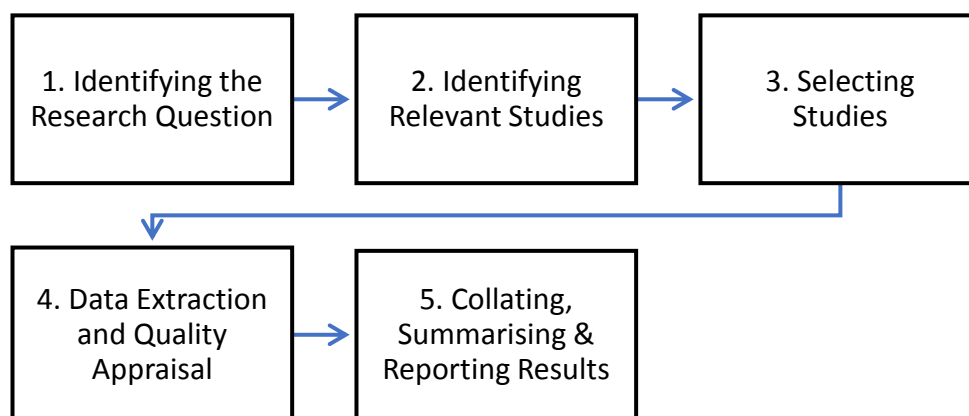 1. Identifying the
Research Question
2. Identifying
Relevant Studies
3. Selecting
Studies
4. Data Extraction
and Quality
Appraisal
5. Collating,
Summarising &
Reporting Results